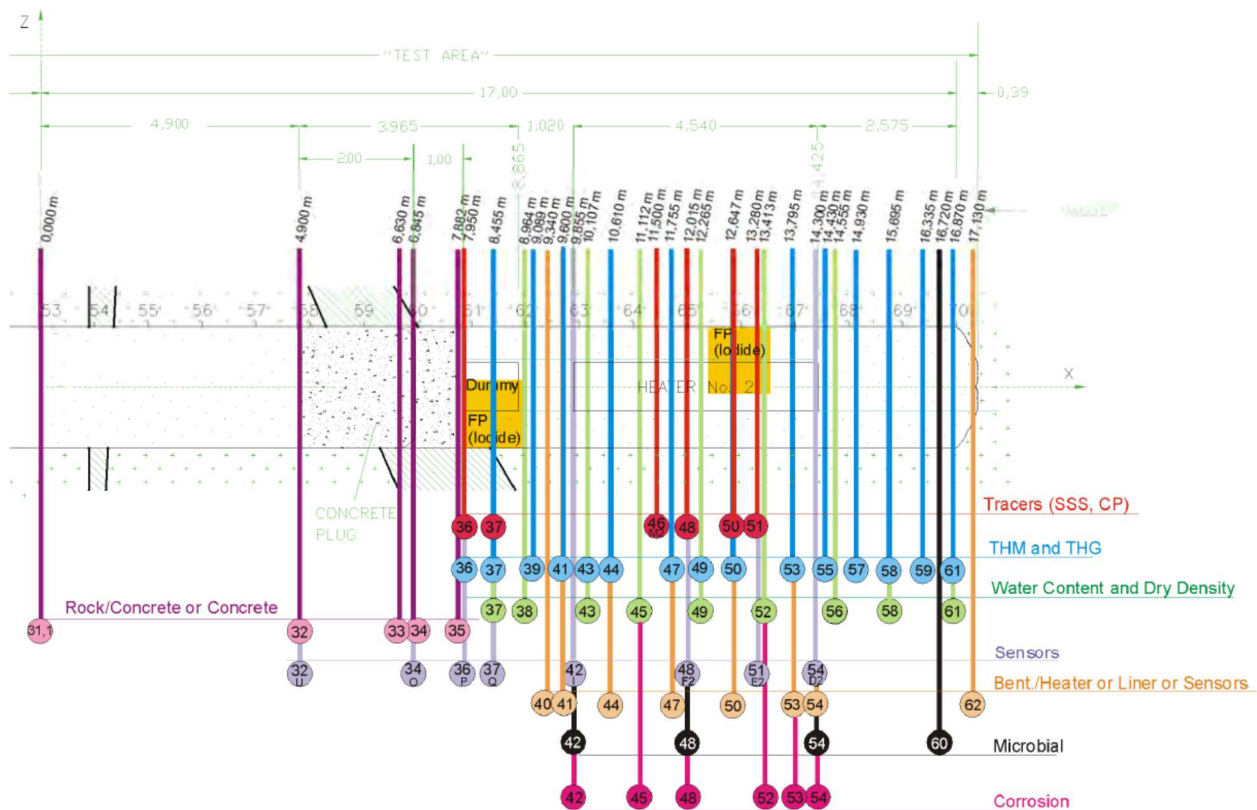 Z
"TEST AREA"
17,00
0,39
4,900
3,965
1,020
4,540
2,575
2,00
1,00
8,865
14,425
0,000 m
4,900 m
6,630 m
6,845 m
7,882 m
7,950 m
8,455 m
8,964 m
9,089 m
9,340 m
9,600 m
9,855 m
10,107 m
10,610 m
11,112 m
11,500 m
11,755 m
12,015 m
12,265 m
12,647 m
13,280 m
13,413 m
13,795 m
14,300 m
14,430 m
14,555 m
14,930 m
15,695 m
16,335 m
16,720 m
16,870 m
17,130 m
53 54 55 56 57 58 59 60 61 62 63 64 65 66 67 68 69 70
FP
(Iodide)
Dummy
HEATER No. 2
X
FP
(Iodide)
CONCRETE
PLUG
Tracers (SSS, CP)
36 37 46 48 50 51
THM and THG
36 37 39 41 43 44 47 49 50 53 55 57 58 59 61
Water Content and Dry Density
37 38 43 45 49 52 56 58 61
Rock/Concrete or Concrete
31,1 32 33 34 35
Sensors
32 U 34 O 36 P 37 Q 42 48 F2 51 E2 54 D2
Bent./Heater or Liner or Sensors
40 41 44 47 50 53 54 62
Microbial
42 48 54 60
Corrosion
42 45 48 52 53 54